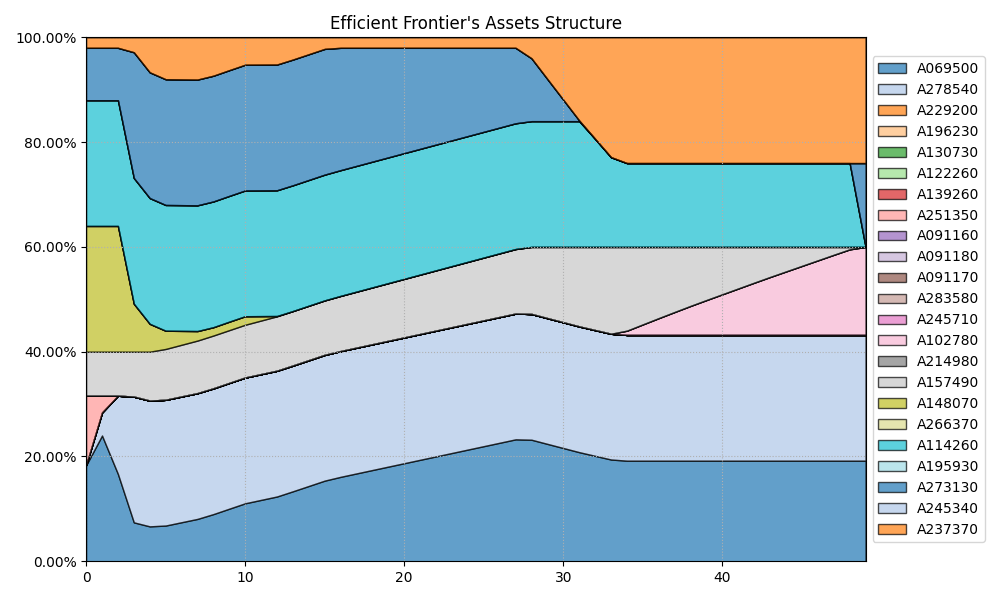 Efficient Frontier's Assets Structure
100.00%
80.00%
60.00%
40.00%
20.00%
0.00%
0
10
20
30
40
A069500
A278540
A229200
A196230
A130730
A122260
A139260
A251350
A091160
A091180
A091170
A283580
A245710
A102780
A214980
A157490
A148070
A266370
A114260
A195930
A273130
A245340
A237370